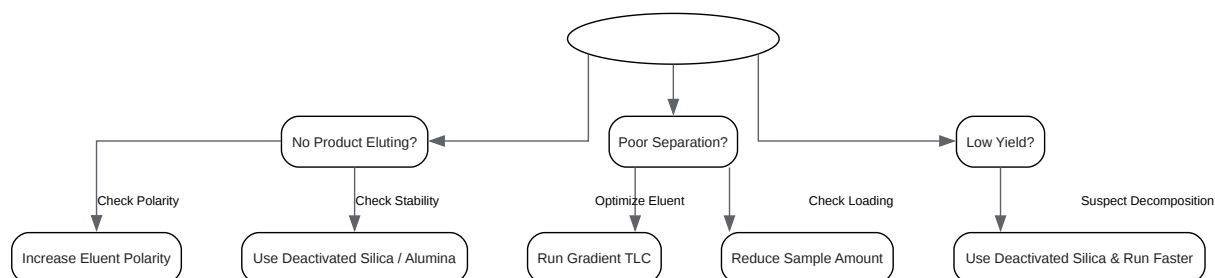 No Product Eluting?
Poor Separation?
Low Yield?
Check Polarity
Check Stability
Optimize Eluent
Check Loading
Suspect Decomposition
Increase Eluent Polarity
Use Deactivated Silica / Alumina
Run Gradient TLC
Reduce Sample Amount
Use Deactivated Silica & Run Faster